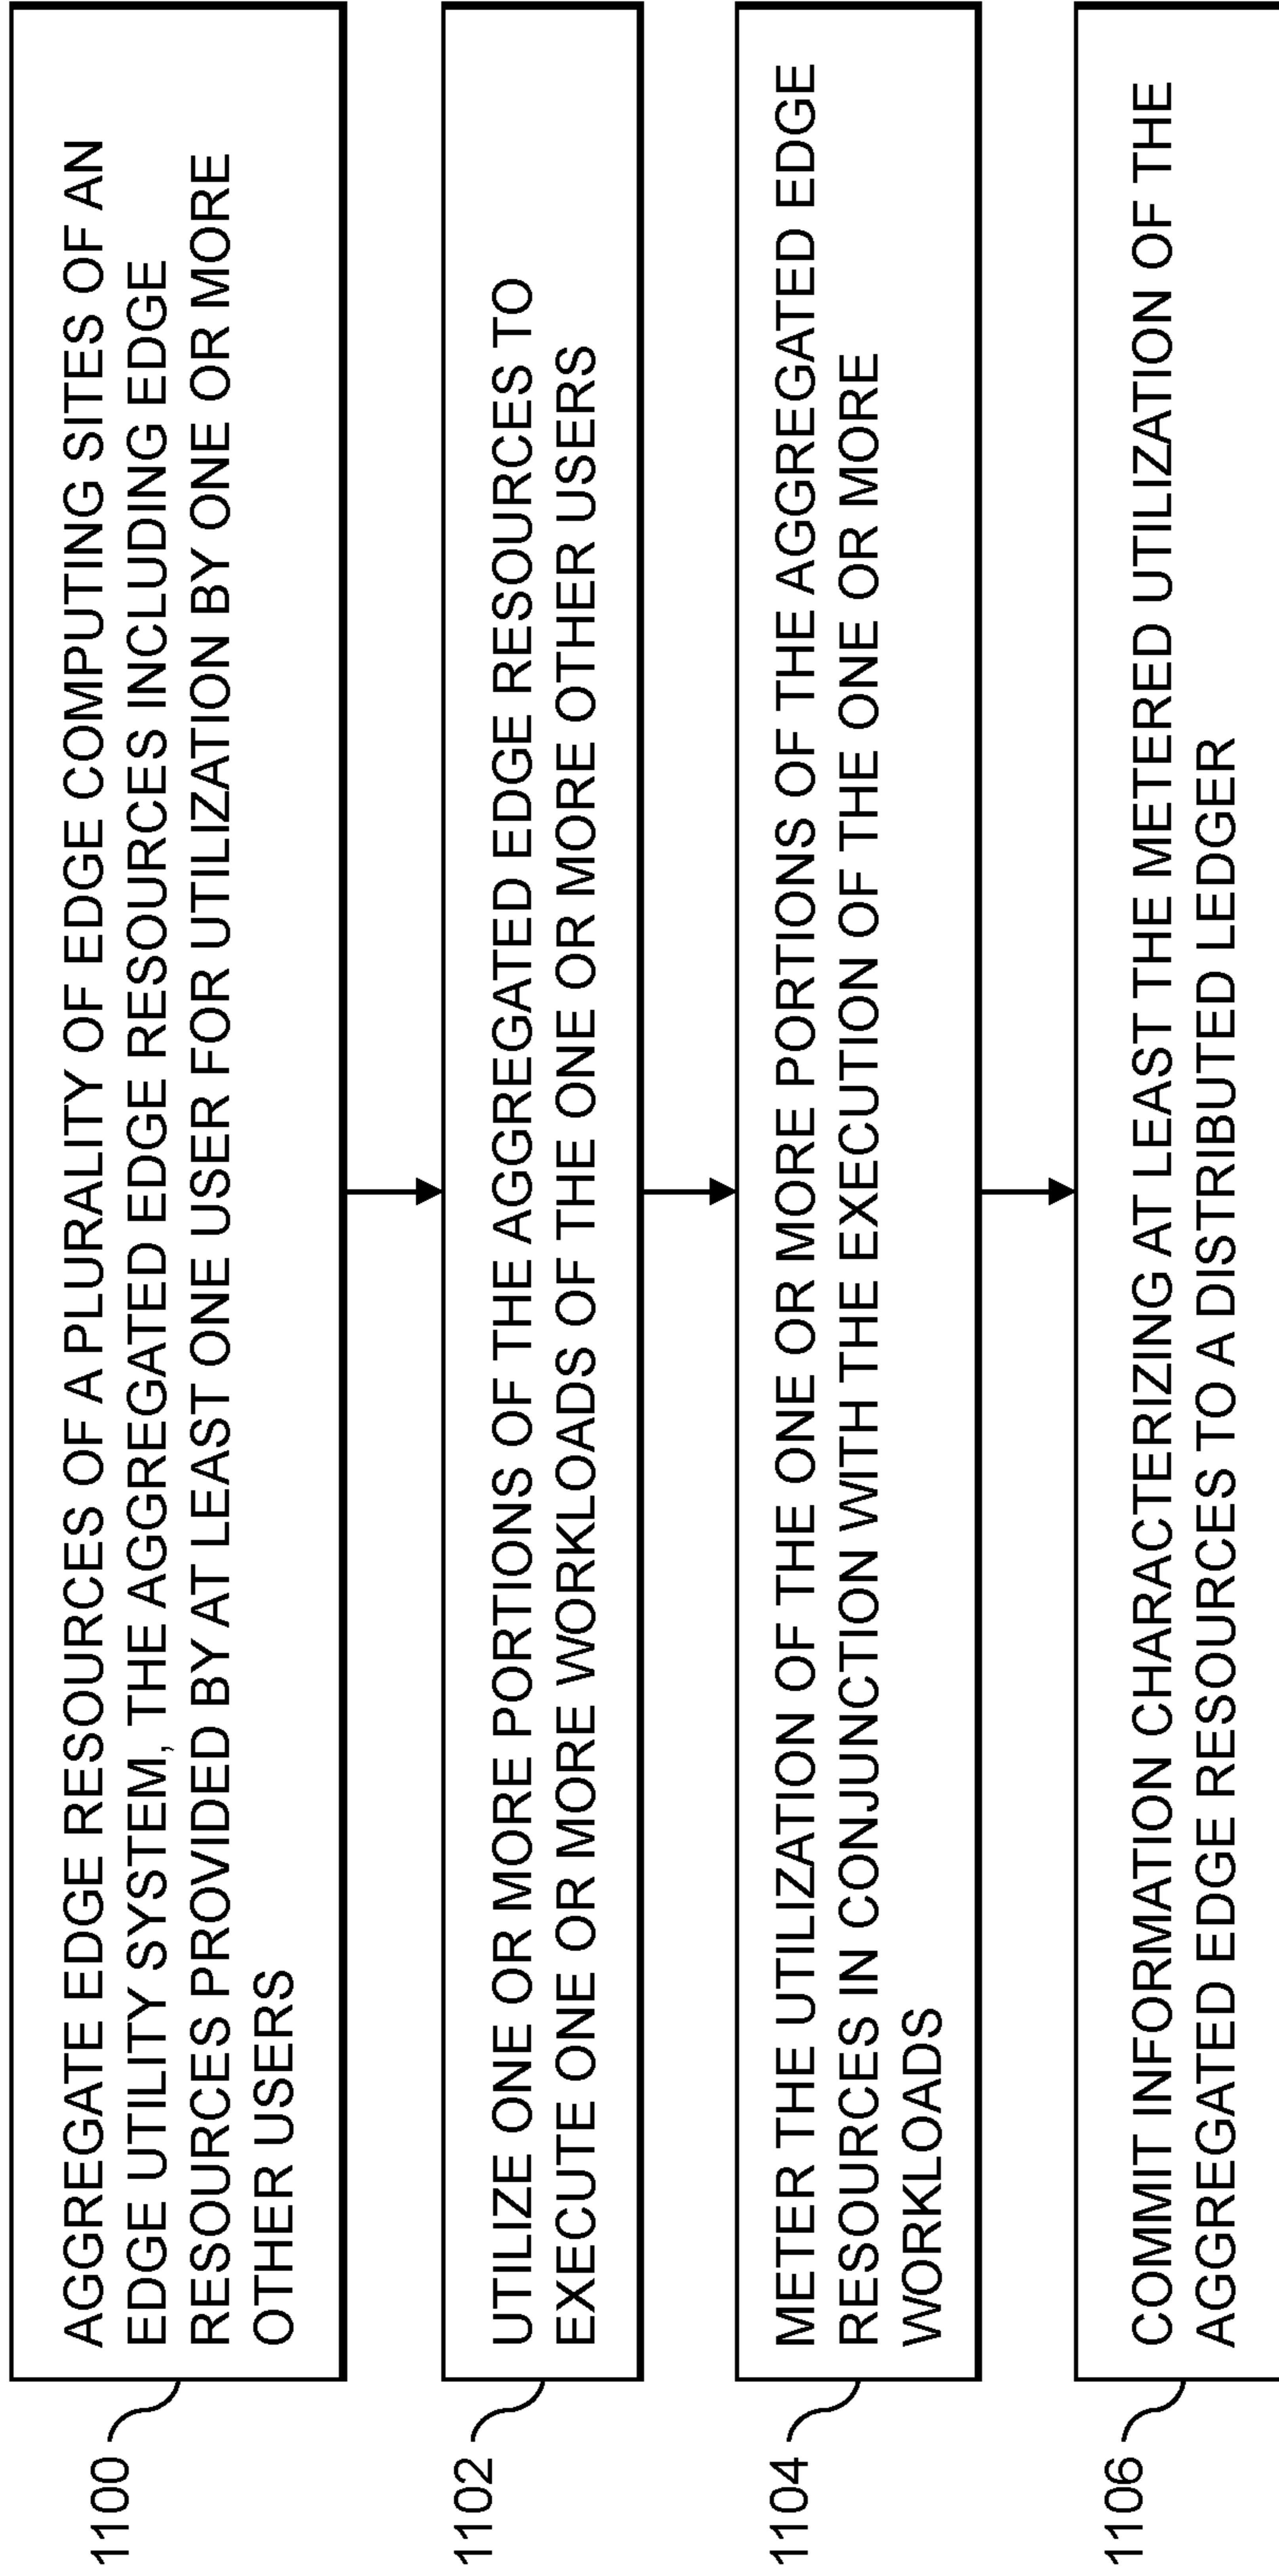 1100
AGGREGATE EDGE RESOURCES OF A PLURALITY OF EDGE COMPUTING SITES OF AN
EDGE UTILITY SYSTEM, THE AGGREGATED EDGE RESOURCES INCLUDING EDGE
RESOURCES PROVIDED BY AT LEAST ONE USER FOR UTILIZATION BY ONE OR MORE
OTHER USERS
1102
UTILIZE ONE OR MORE PORTIONS OF THE AGGREGATED EDGE RESOURCES TO
EXECUTE ONE OR MORE WORKLOADS OF THE ONE OR MORE OTHER USERS
1104
METER THE UTILIZATION OF THE ONE OR MORE PORTIONS OF THE AGGREGATED EDGE
RESOURCES IN CONJUNCTION WITH THE EXECUTION OF THE ONE OR MORE
WORKLOADS
1106
COMMIT INFORMATION CHARACTERIZING AT LEAST THE METERED UTILIZATION OF THE
AGGREGATED EDGE RESOURCES TO A DISTRIBUTED LEDGER